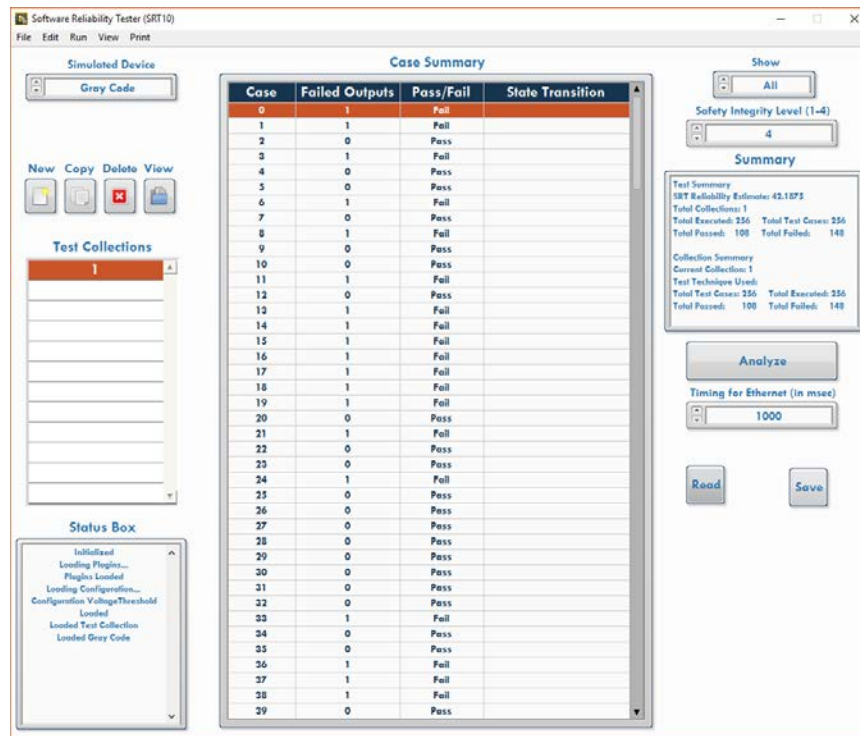 Software Reliability Tester (SRT10)
File Edit Run View Print
Simulated Device
Gray Code
New Copy Delete View
Test Collections
1
Status Box
Initialized
Loading Plugins...
Plugins Loaded
Loading Configuration...
Configuration VoltageThreshold
Loaded
Loaded Test Collection
Loaded Gray Code
Case Summary
Case Failed Outputs Pass/Fail State Transition
0 1 Fail
1 1 Fail
2 0 Pass
3 1 Fail
4 0 Pass
5 0 Pass
6 1 Fail
7 0 Pass
8 1 Fail
9 0 Pass
10 0 Pass
11 1 Fail
12 0 Pass
13 1 Fail
14 1 Fail
15 1 Fail
16 1 Fail
17 1 Fail
18 1 Fail
19 1 Fail
20 0 Pass
21 1 Fail
22 0 Pass
23 0 Pass
24 1 Fail
25 0 Pass
26 0 Pass
27 0 Pass
28 0 Pass
29 0 Pass
30 0 Pass
31 0 Pass
32 0 Pass
33 1 Fail
34 0 Pass
35 0 Pass
36 1 Fail
37 1 Fail
38 1 Fail
39 0 Pass
Show
All
Safety Integrity Level (1-4)
4
Summary
Test Summary
SRT Reliability Estimate: 42.1875
Total Collections: 1
Total Executed: 256 Total Test Cases: 256
Total Passed: 108 Total Failed: 148
Collection Summary
Current Collection: 1
Test Technique Used:
Total Test Cases: 256 Total Executed: 256
Total Passed: 108 Total Failed: 148
Analyze
Timing for Ethernet (in msec)
1000
Read
Save